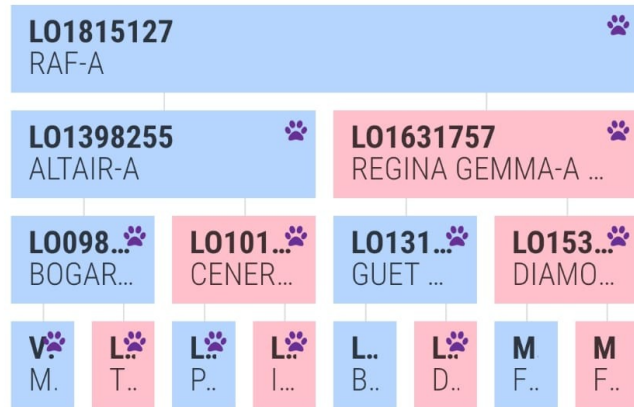 LO1815127
RAF-A
LO1398255
ALTAIR-A
LO1631757
REGINA GEMMA-A ...
LO098...
BOGAR...
LO101...
CENER...
LO131...
GUET ...
LO153...
DIAMO...
V..
M.
L..
T..
L..
P..
L..
I...
L..
B..
L..
D..
M
F..
M
F..